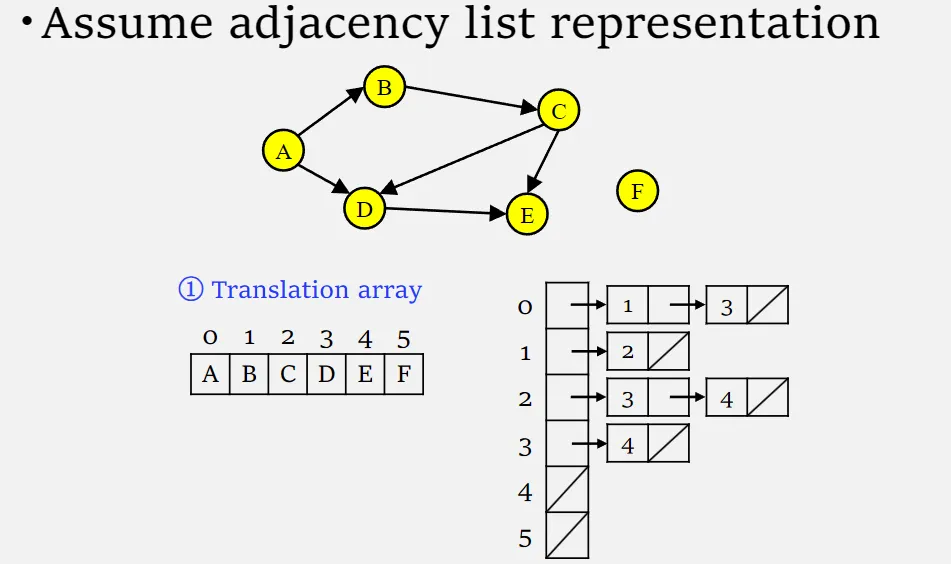 • Assume adjacency list representation
B
C
A
D
E
F
① Translation array
0 1 2 3 4 5
A B C D E F
0 1 3
1 2
2 3 4
3 4
4
5